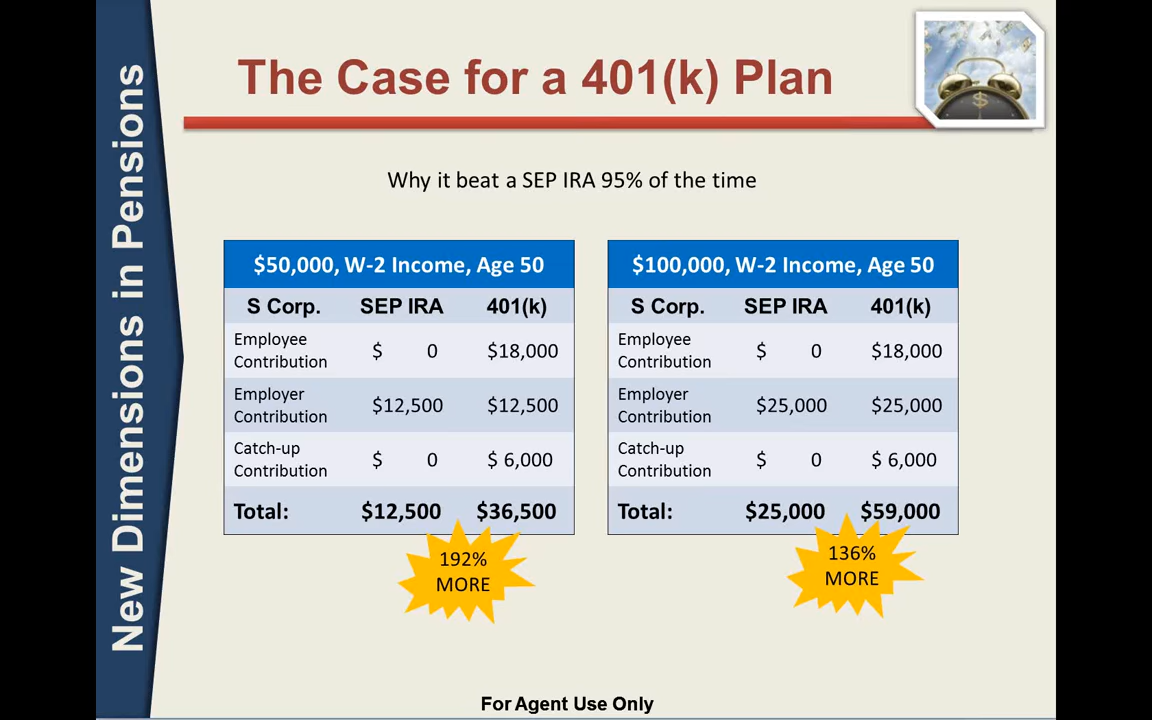 New Dimensions in Pensions
The Case for a 401(k) Plan
$
Why it beat a SEP IRA 95% of the time
$50,000, W-2 Income, Age 50
S Corp. SEP IRA 401(k)
Employee
Contribution $ 0 $18,000
Employer
Contribution $12,500 $12,500
Catch-up
Contribution $ 0 $ 6,000
Total: $12,500 $36,500
192%
MORE
$100,000, W-2 Income, Age 50
S Corp. SEP IRA 401(k)
Employee
Contribution $ 0 $18,000
Employer
Contribution $25,000 $25,000
Catch-up
Contribution $ 0 $ 6,000
Total: $25,000 $59,000
136%
MORE
For Agent Use Only